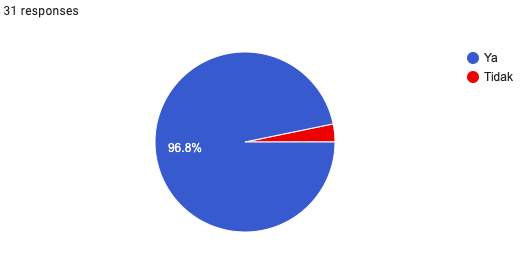 31 responses
Ya
Tidak
96.8%